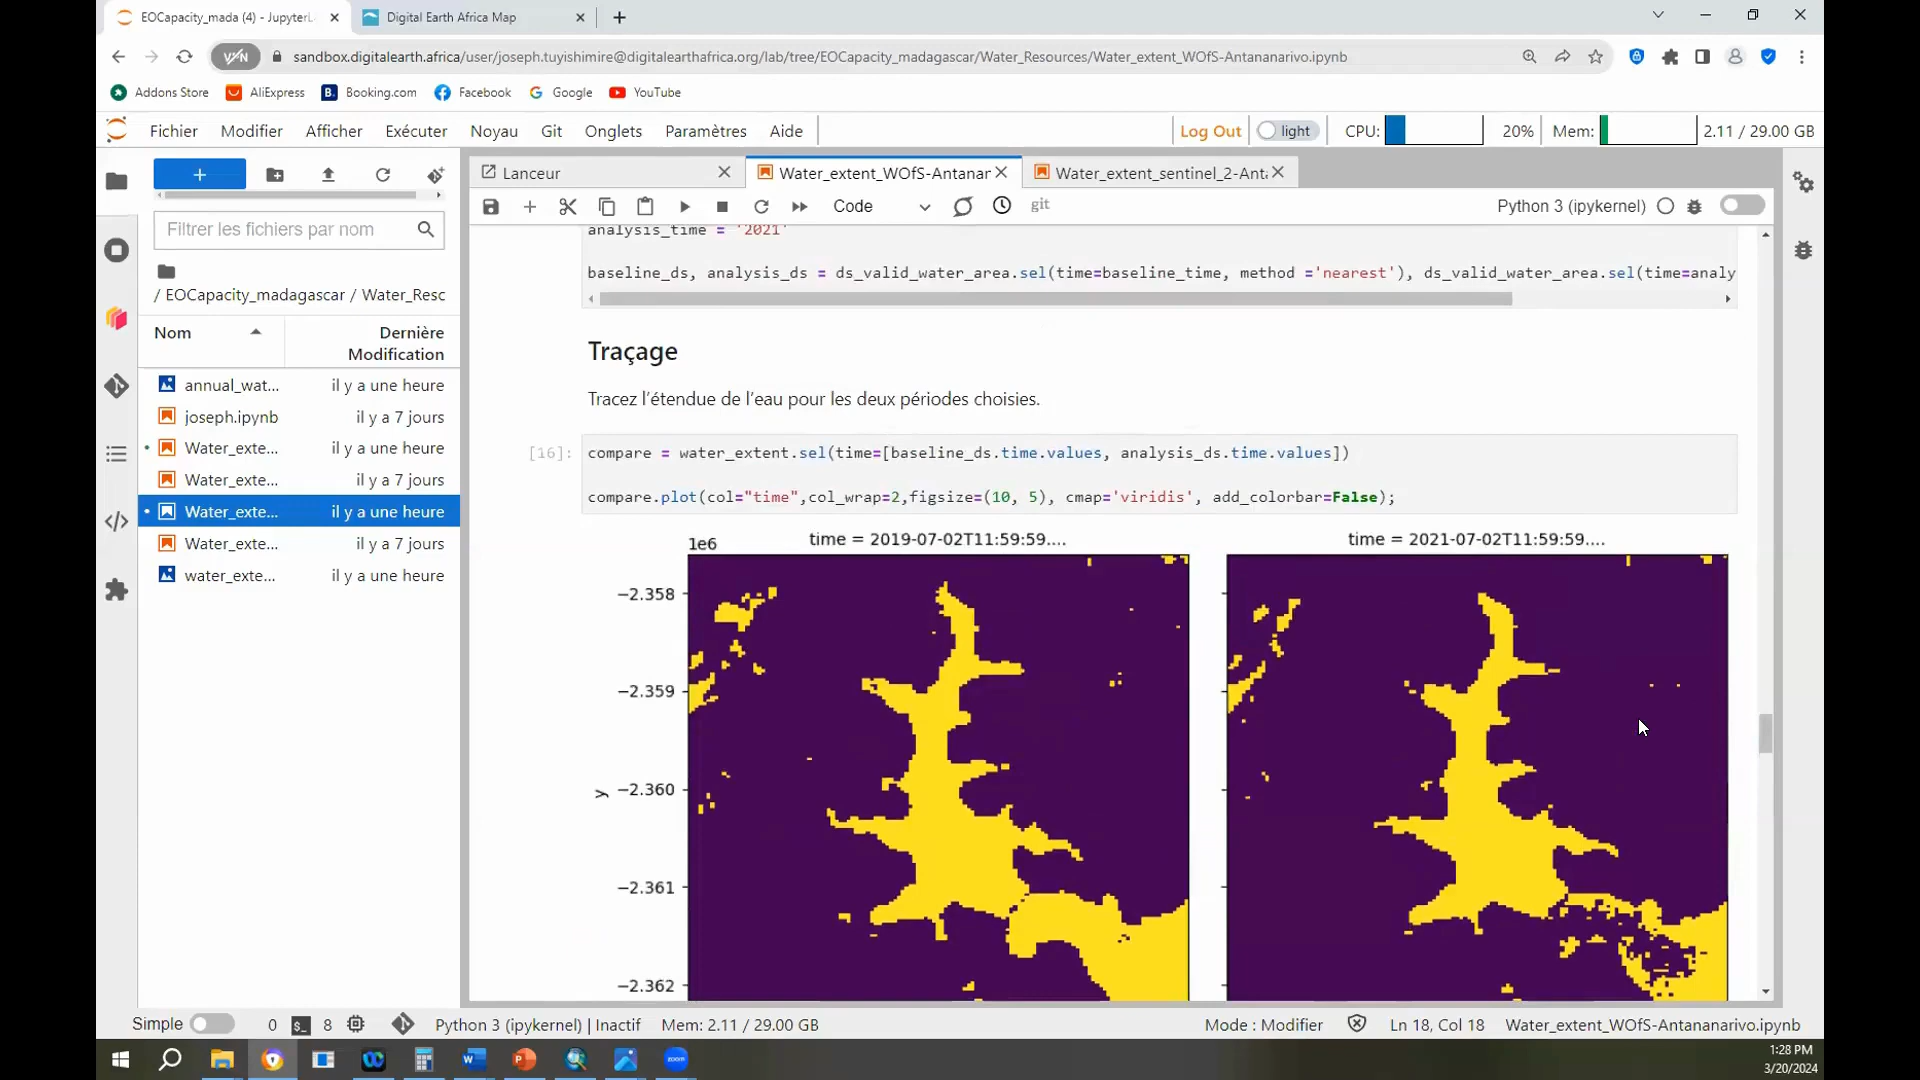 EOCapacity_mada (4) - JupyterL
Digital Earth Africa Map
sandbox.digitalearth.africa/user/joseph.tuyishimire@digitalearthafrica.org/lab/tree/EOCapacity_madagascar/Water_Resources/Water_extent_WOfS-Antananarivo.ipynb
Addons Store
AliExpress
Booking.com
Facebook
Google
YouTube
Fichier
Modifier
Afficher
Exécuter
Noyau
Git
Onglets
Paramètres
Aide
Log Out
light
CPU:
20%
Mem:
2.11 / 29.00 GB
Lanceur
Water_extent_WOfS-Antanar
Water_extent_sentinel_2-Ant
Code
git
Python 3 (ipykernel)
Filtrer les fichiers par nom
/ EOCapacity_madagascar / Water_Resc
Nom
Dernière Modification
annual_wat... il y a une heure
joseph.ipynb il y a 7 jours
Water_exte... il y a une heure
Water_exte... il y a 7 jours
Water_exte... il y a une heure
Water_exte... il y a 7 jours
water_exte... il y a une heure
analysis_time = '2021'
baseline_ds, analysis_ds = ds_valid_water_area.sel(time=baseline_time, method ='nearest'), ds_valid_water_area.sel(time=analy
Traçage
Tracez l'étendue de l'eau pour les deux périodes choisies.
[16]:
compare = water_extent.sel(time=[baseline_ds.time.values, analysis_ds.time.values])
compare.plot(col="time",col_wrap=2,figsize=(10, 5), cmap='viridis', add_colorbar=False);
1e6
time = 2019-07-02T11:59:59....
time = 2021-07-02T11:59:59....
−2.358
−2.359
−2.360
−2.361
−2.362
y
Simple
0
8
Python 3 (ipykernel) | Inactif
Mem: 2.11 / 29.00 GB
Mode : Modifier
Ln 18, Col 18
Water_extent_WOfS-Antananarivo.ipynb
zoom
1:28 PM
3/20/2024